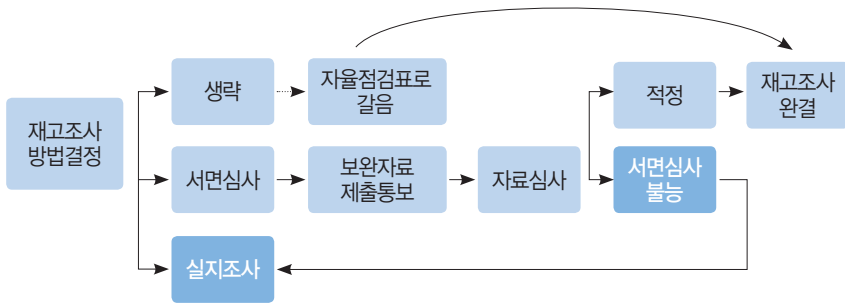 재고조사
방법결정
생략
자율점검표로
갈음
서면심사
보완자료
제출통보
자료심사
적정
재고조사
완결
서면심사
불능
실지조사